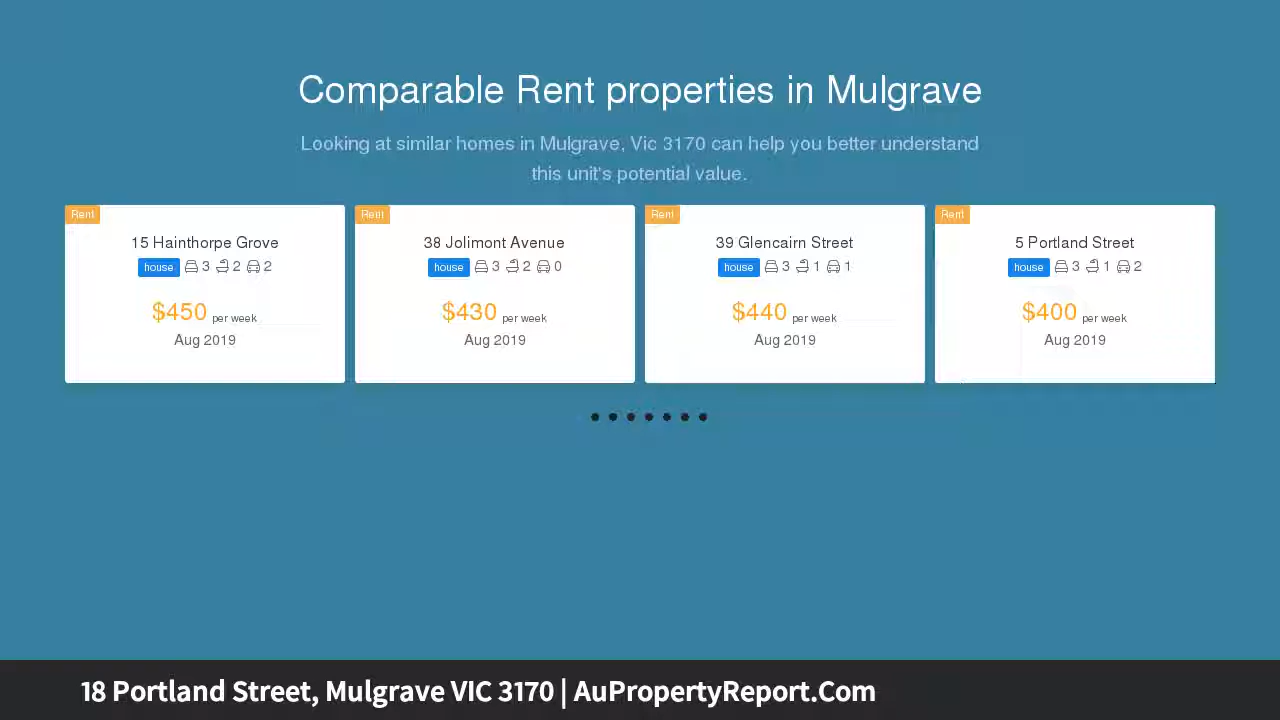 Comparable Rent properties in Mulgrave
Looking at similar homes in Mulgrave, Vic 3170 can help you better understand
this unit's potential value.
Rent
15 Hainthorpe Grove
house 3 2 2
$450 per week
Aug 2019
Rent
38 Jolimont Avenue
house 3 2 0
$430 per week
Aug 2019
Rent
39 Glencairn Street
house 3 1 1
$440 per week
Aug 2019
Rent
5 Portland Street
house 3 1 2
$400 per week
Aug 2019
18 Portland Street, Mulgrave VIC 3170 | AuPropertyReport.Com